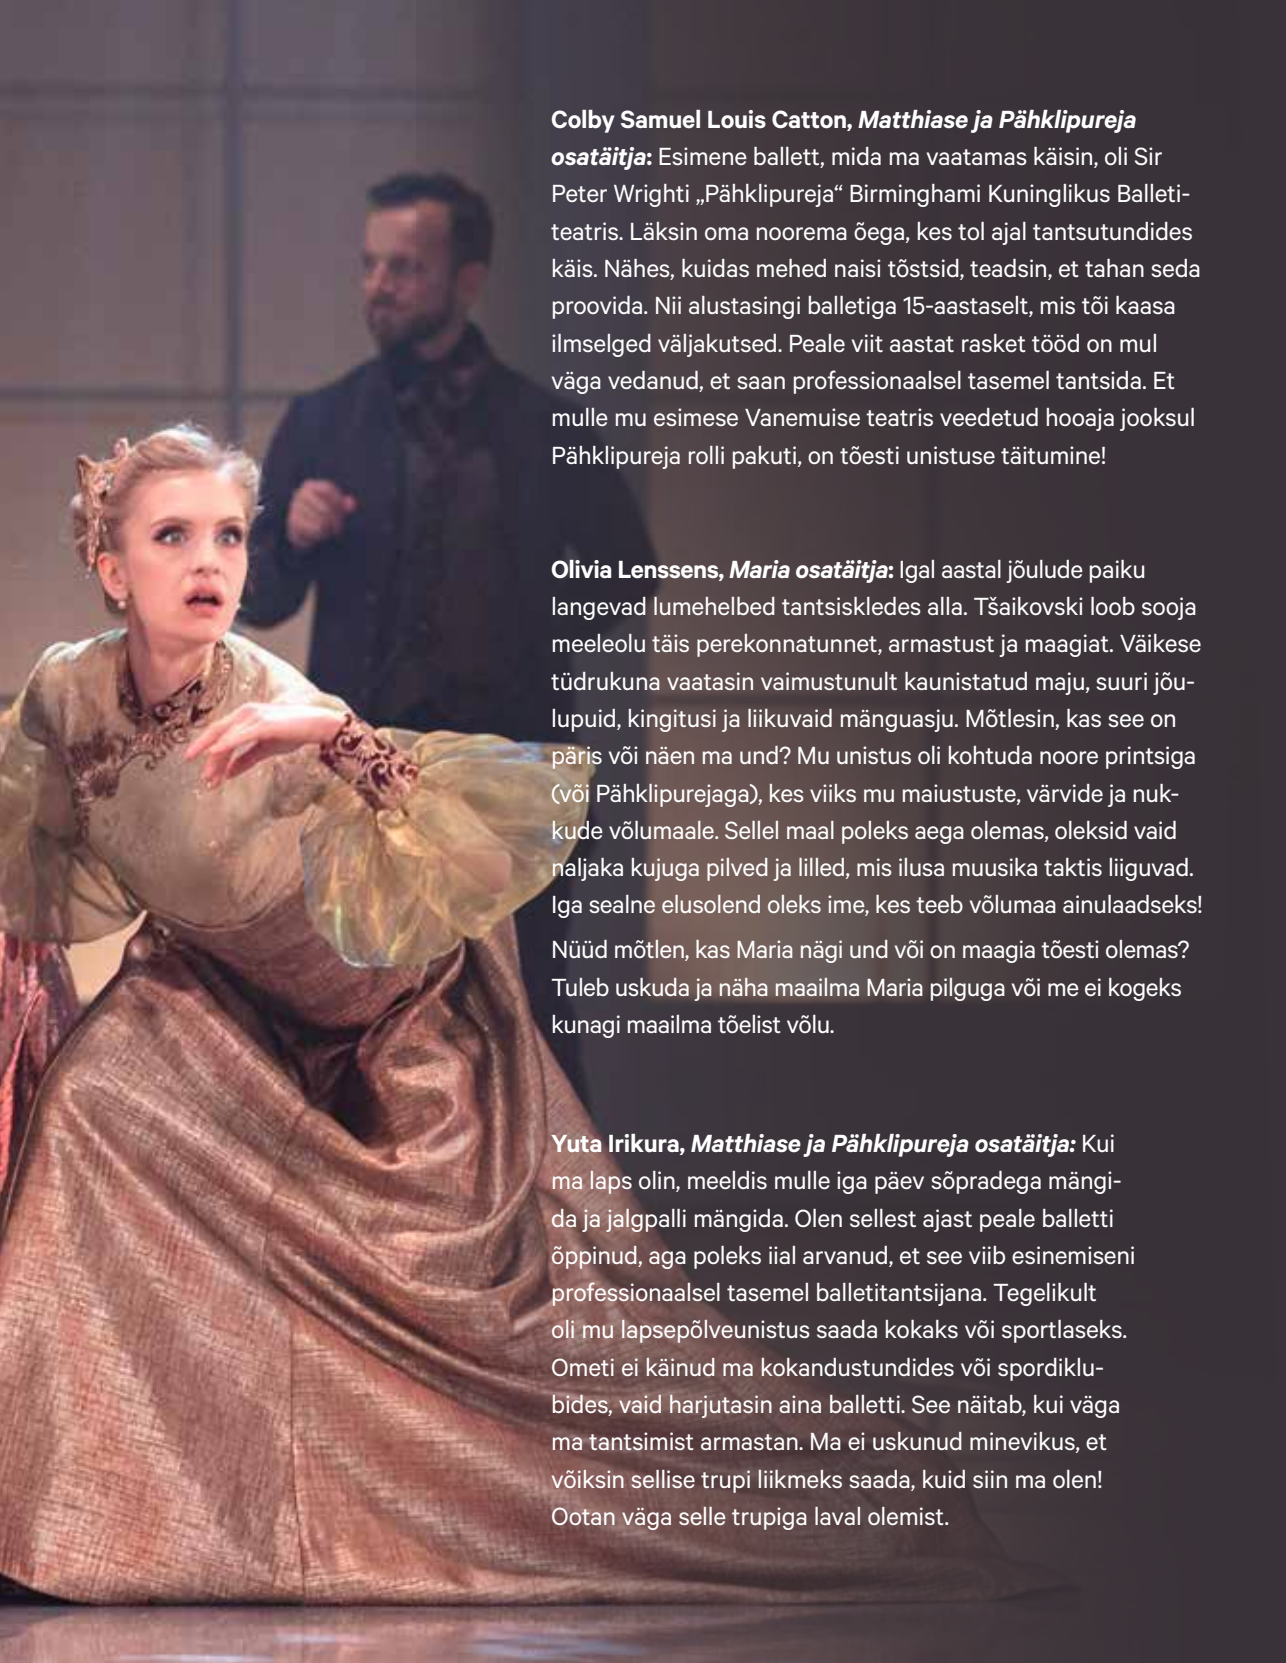 Colby Samuel Louis Catton, Matthiase ja Pähklipureja
osatäitja: Esimene ballett, mida ma vaatamas käisin, oli Sir
Peter Wrighti „Pähklipureja“ Birminghami Kuninglikus Balleti-
teatris. Läksin oma noorema õega, kes tol ajal tantsutundides
käis. Nähes, kuidas mehed naisi tõstsid, teadsin, et tahan seda
proovida. Nii alustasingi balletiga 15-aastaselt, mis tõi kaasa
ilmselged väljakutsed. Peale viit aastat rasket tööd on mul
väga vedanud, et saan professionaalsel tasemel tantsida. Et
mulle mu esimese Vanemuise teatris veedetud hooaja jooksul
Pähklipureja rolli pakuti, on tõesti unistuse täitumine!
Olivia Lenssens, Maria osatäitja: Igal aastal jõulude paiku
langevad lumehelbed tantsiskledes alla. Tšaikovski loob sooja
meeleolu täis perekonnatunnet, armastust ja maagiat. Väikese
tüdrukuna vaatasin vaimustunult kaunistatud maju, suuri jõu-
lupuid, kingitusi ja liikuvaid mänguasju. Mõtlesin, kas see on
päris või näen ma und? Mu unistus oli kohtuda noore printsiga
(või Pähklipurejaga), kes viiks mu maiustuste, värvide ja nuk-
kude võlumaale. Sellel maal poleks aega olemas, oleksid vaid
naljaka kujuga pilved ja lilled, mis ilusa muusika taktis liiguvad.
Iga sealne elusolend oleks ime, kes teeb võlumaa ainulaadseks!
Nüüd mõtlen, kas Maria nägi und või on maagia tõesti olemas?
Tuleb uskuda ja näha maailma Maria pilguga või me ei kogeks
kunagi maailma tõelist võlu.
Yuta Irikura, Matthiase ja Pähklipureja osatäitja: Kui
ma laps olin, meeldis mulle iga päev sõpradega mängi-
da ja jalgpalli mängida. Olen sellest ajast peale balletti
õppinud, aga poleks iial arvanud, et see viib esinemiseni
professionaalsel tasemel balletitantsijana. Tegelikult
oli mu lapsepõlveunistus saada kokaks või sportlaseks.
Ometi ei käinud ma kokandustundides või spordiklu-
bides, vaid harjutasin aina balletti. See näitab, kui väga
ma tantsimist armastan. Ma ei uskunud minevikus, et
võiksin sellise trupi liikmeks saada, kuid siin ma olen!
Ootan väga selle trupiga laval olemist.